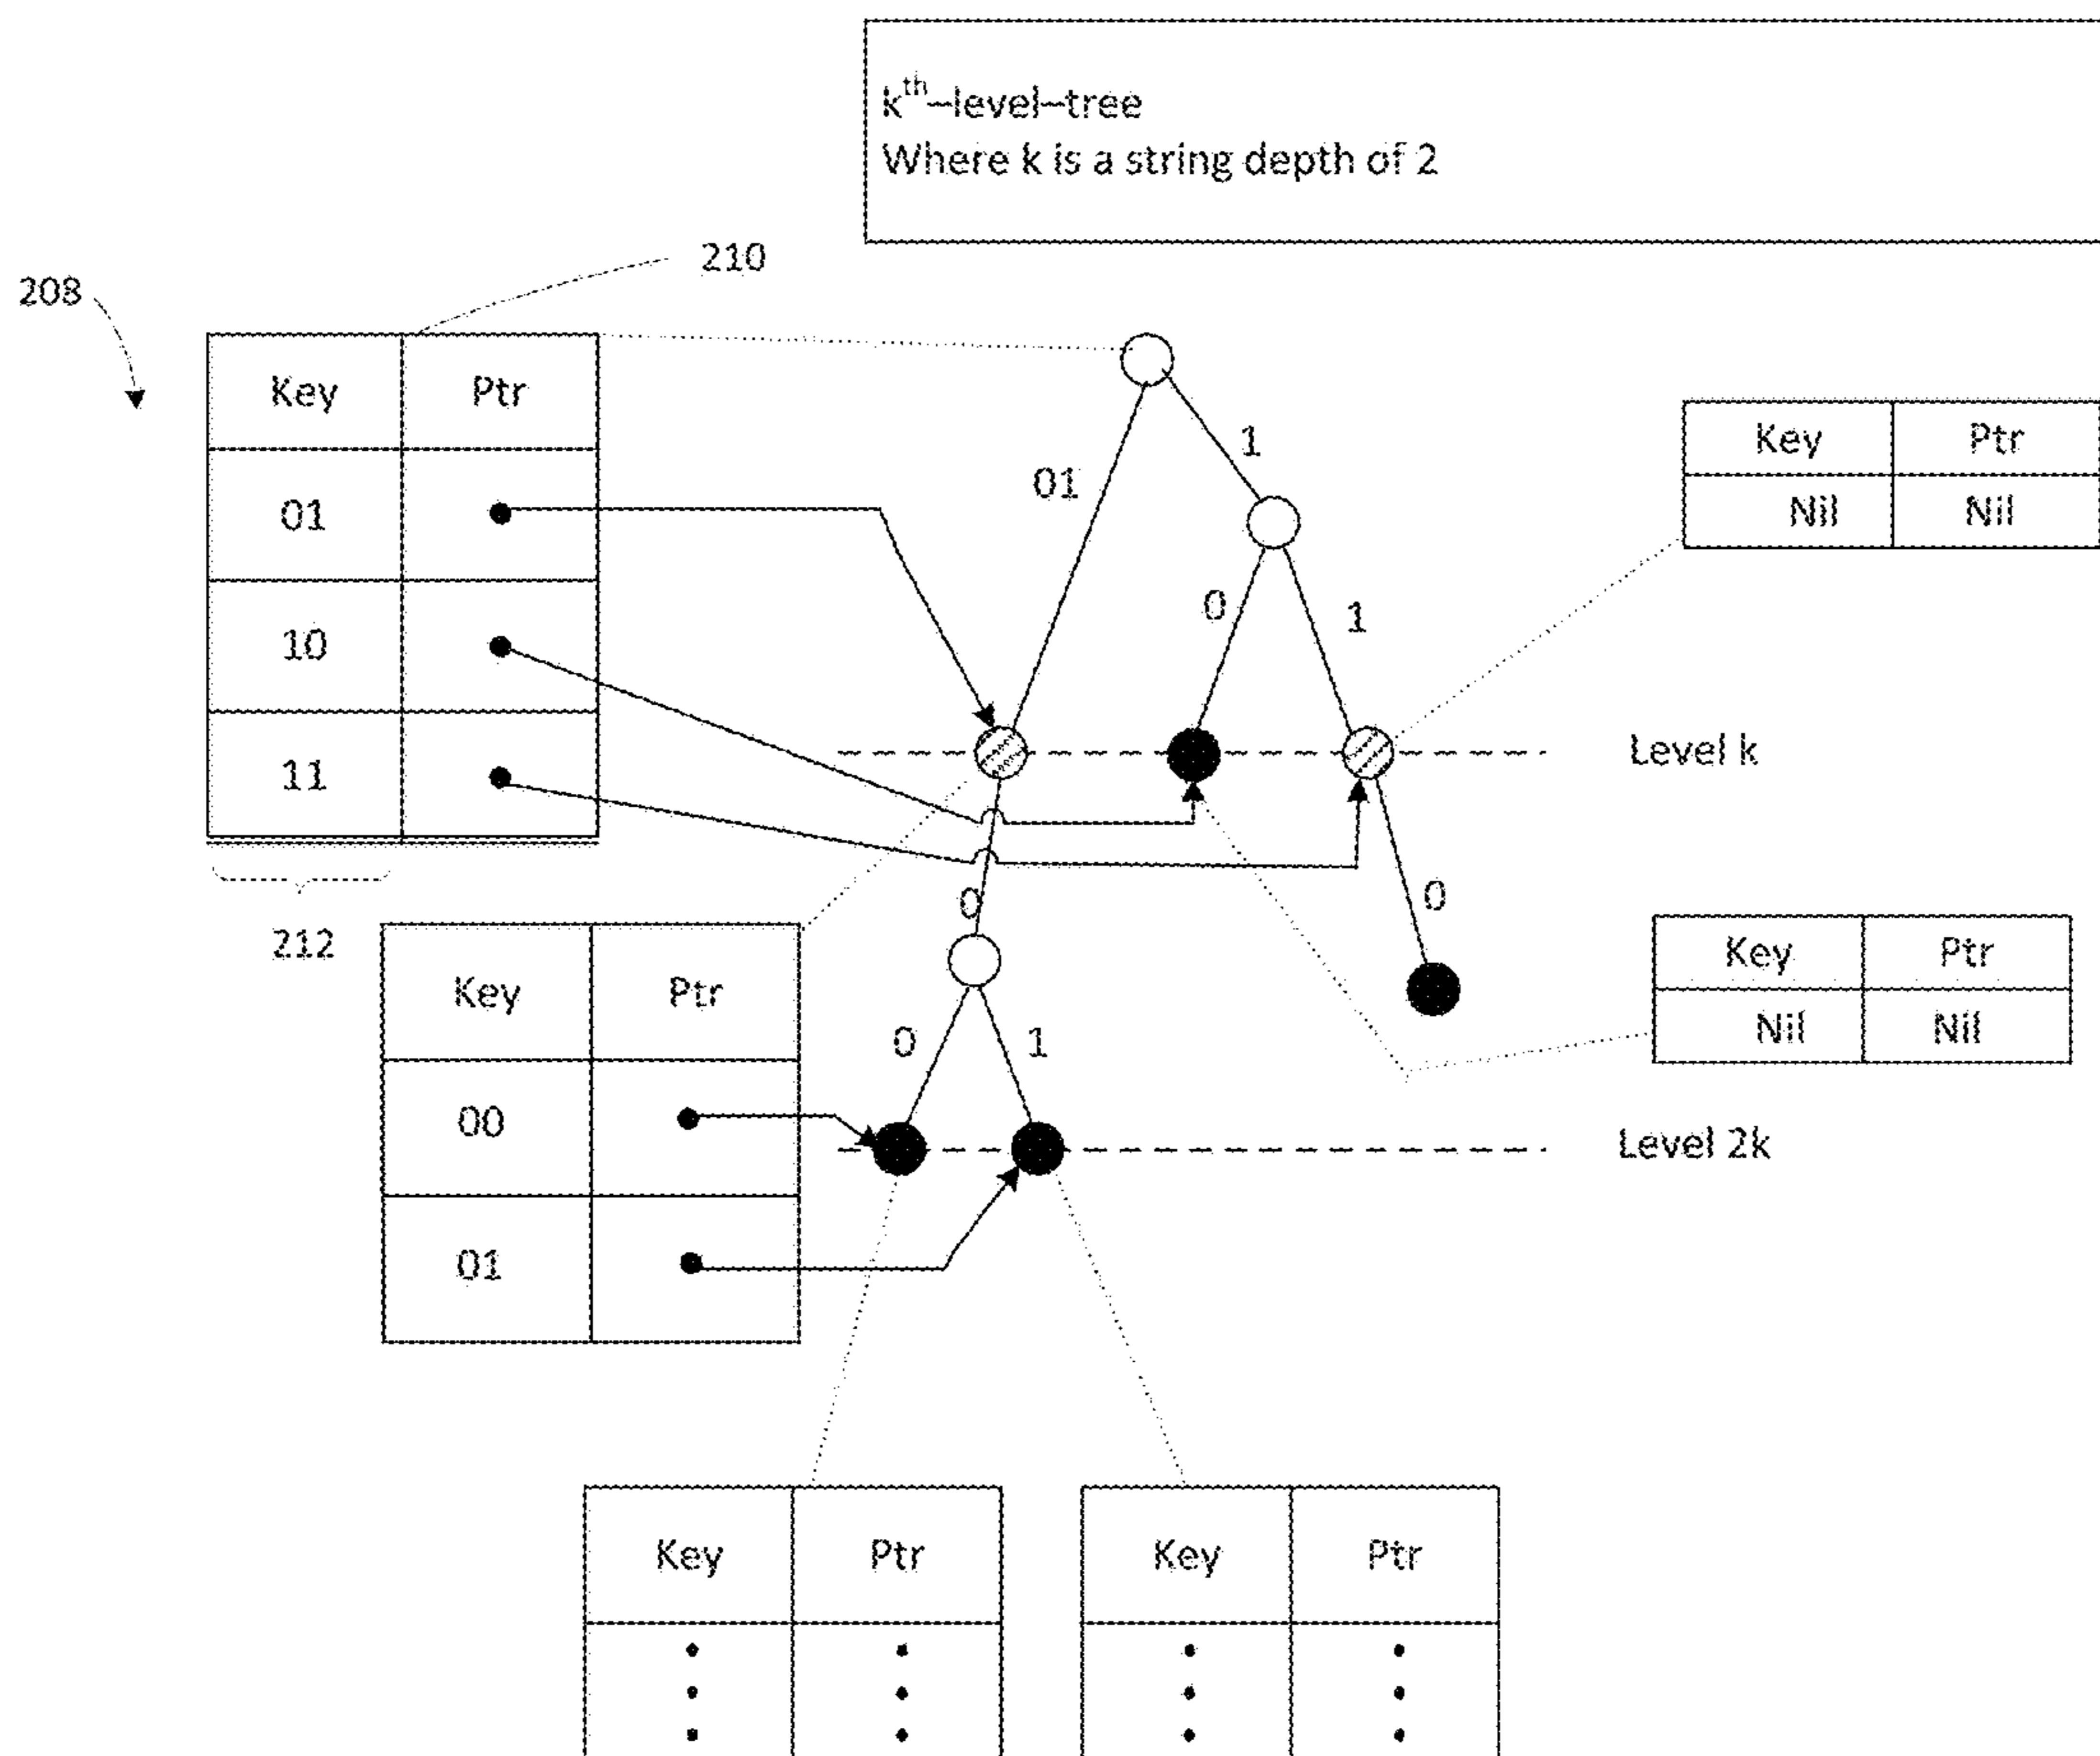 kth–level–tree
Where k is a string depth of 2
210
208
Key Ptr
01
10
11
212
01
1
0
1
Key Ptr
Nil Nil
Level k
0
0
Key Ptr
Nil Nil
Key Ptr
00
01
0
1
Level 2k
Key Ptr
Key Ptr